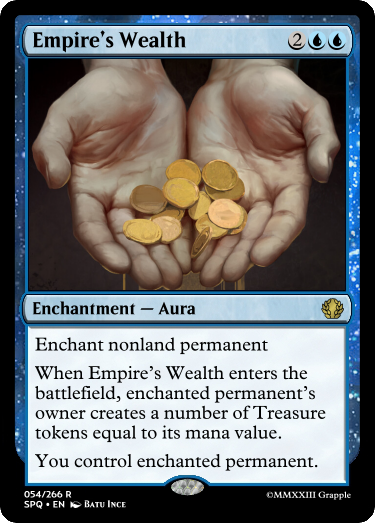 Empire's Wealth 2
Enchantment — Aura
Enchant nonland permanent
When Empire's Wealth enters the
battlefield, enchanted permanent's
owner creates a number of Treasure
tokens equal to its mana value.
You control enchanted permanent.
054/266 R
SPQ • EN Batu Ince
©MMXXIII Grapple